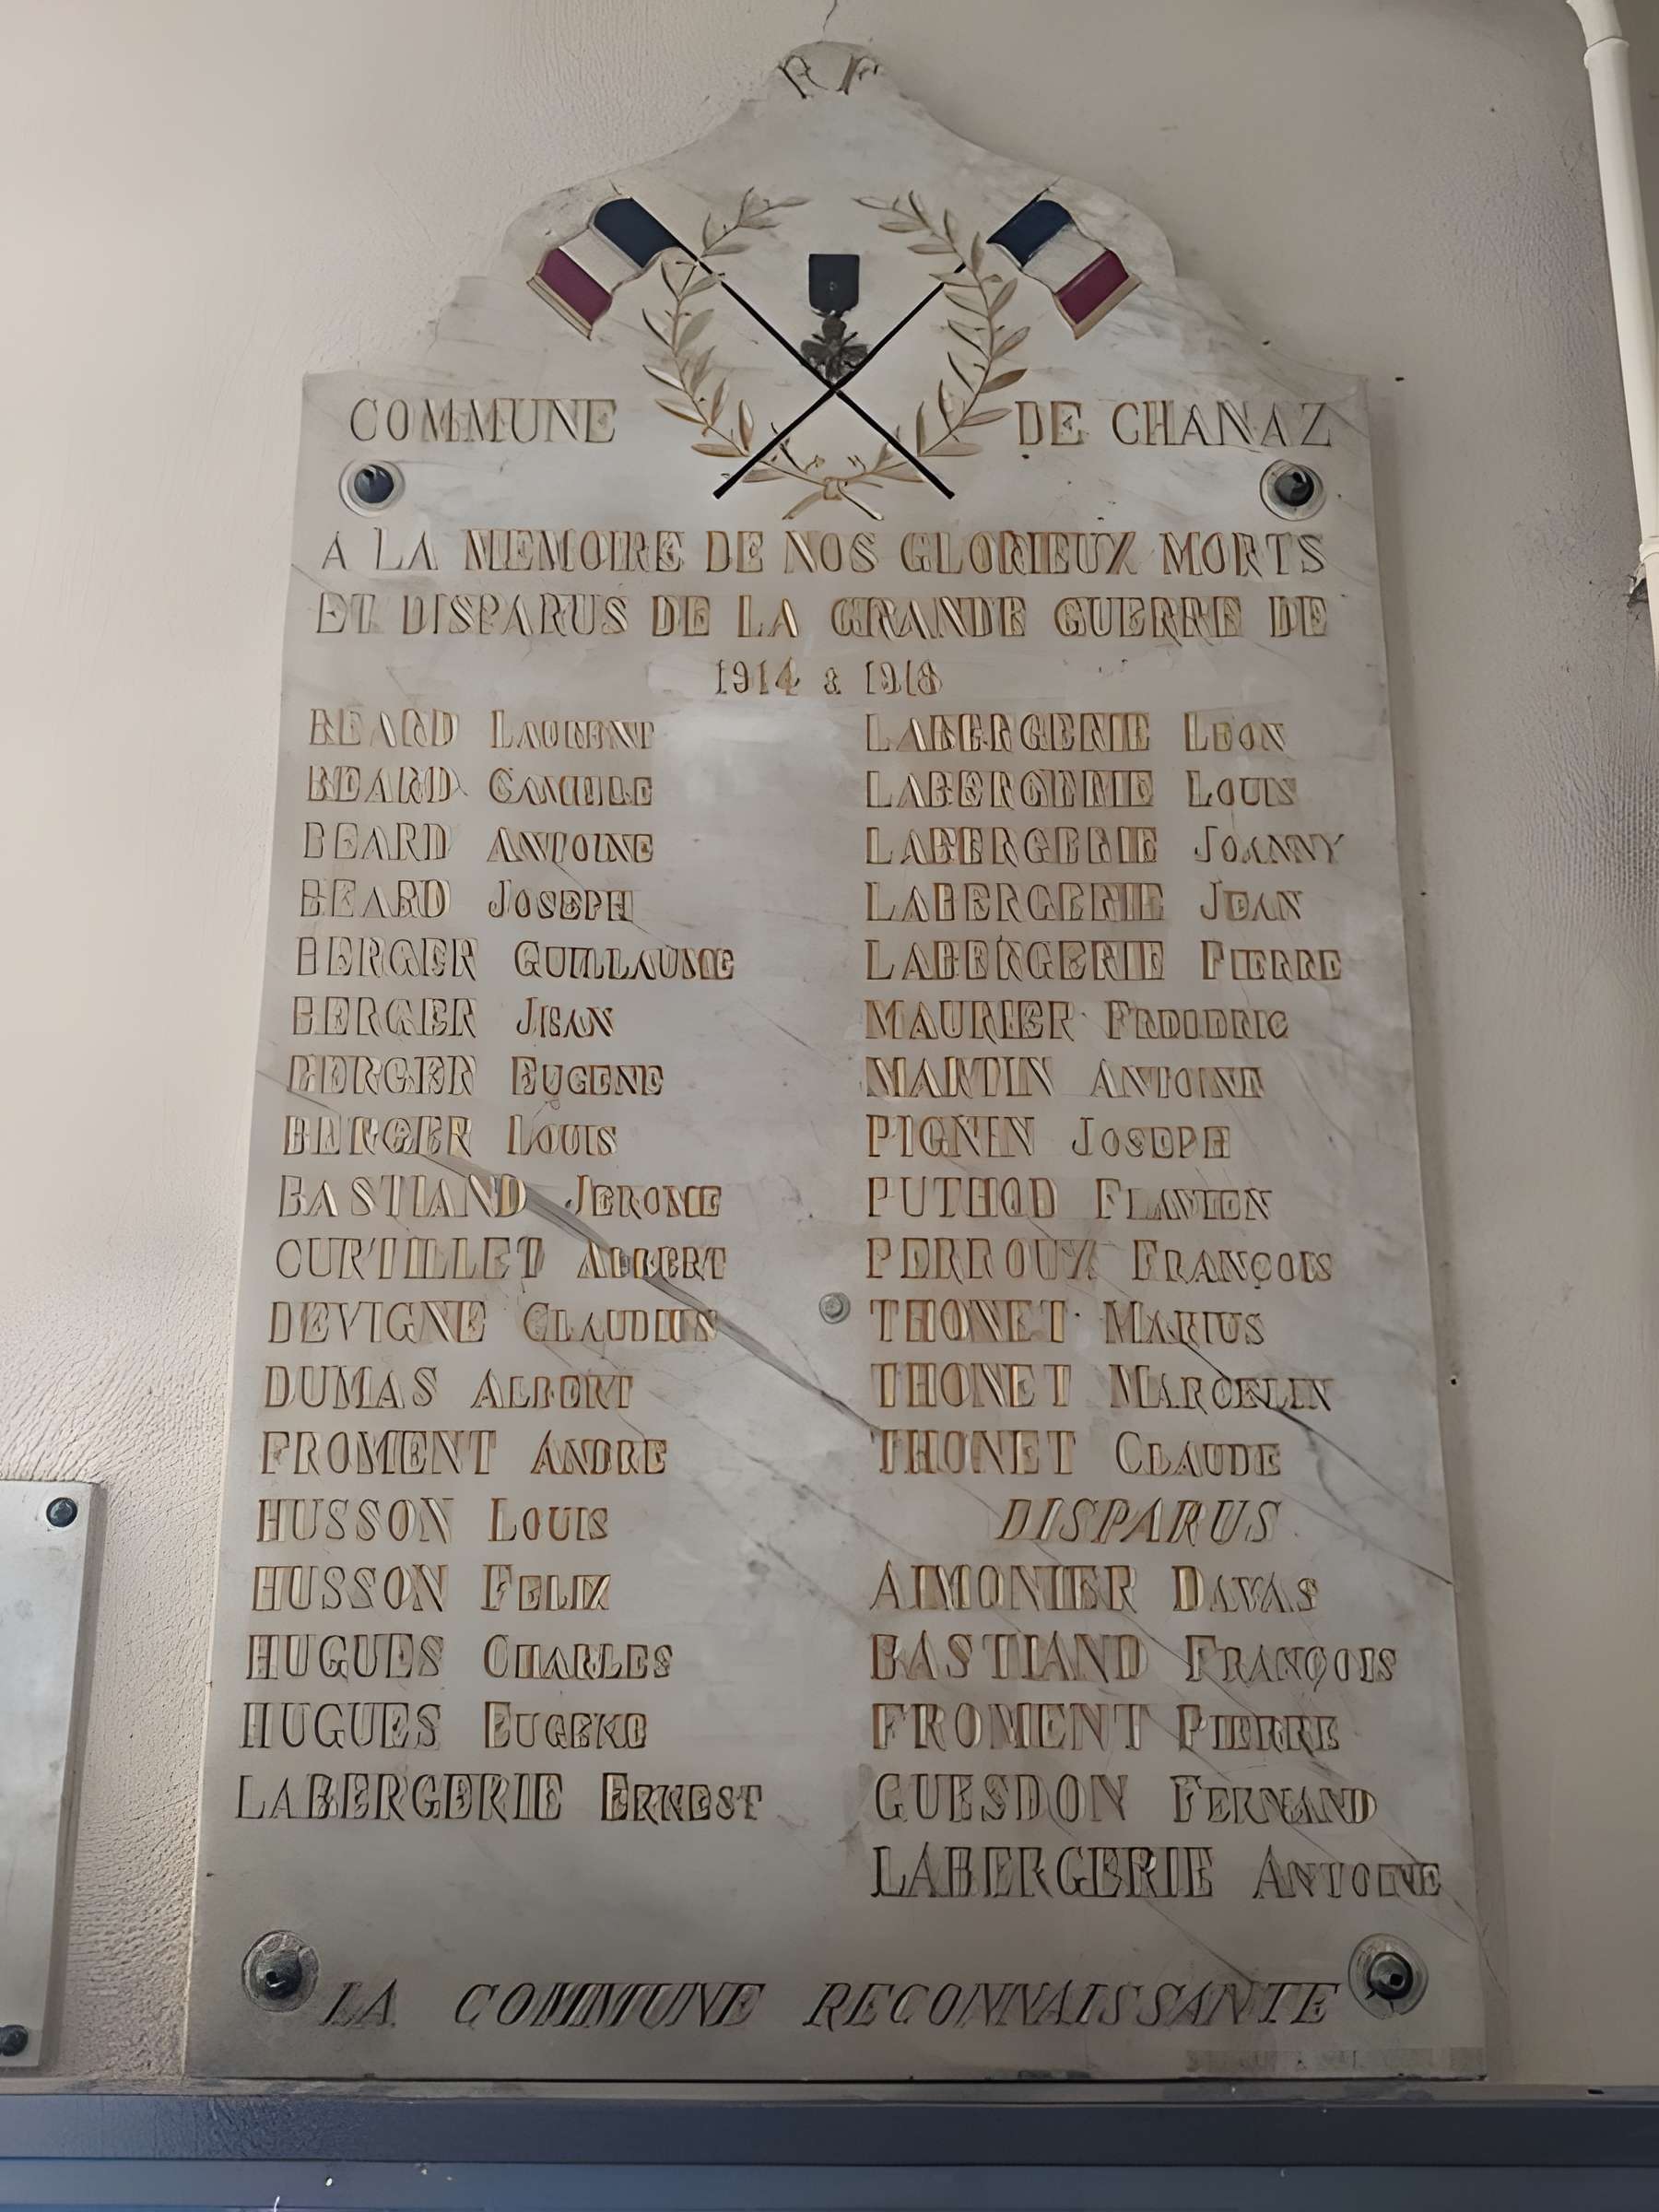 RF
COMMUNE DE CHANAZ
A LA MEMOIRE DE NOS GLORIEUX MORTS
ET DISPARUS DE LA GRANDE GUERRE DE
1914 a 1918
BEARD LAURENT
BEARD CAMILLE
BEARD ANTOINE
BEARD JOSEPH
BERGER GUILLAUME
BERGER JEAN
BERGER EUGENE
BERGER LOUIS
BASTIAND JEROME
CURTILLET ALBERT
DEVIGNE CLAUDIUS
DUMAS ALBERT
FROMENT ANDRE
HUSSON LOUIS
HUSSON FELIX
HUGUES CHARLES
HUGUES EUGENE
LABERGERIE ERNEST
LABERGERIE LEON
LABERGERIE LOUIS
LABERGERIE JOANNY
LABERGERIE JEAN
LABERGERIE PIERRE
MAURIER FREDERIC
MARTIN ANTOINE
PIGNIN JOSEPH
PUTHOD FLAVIEN
PERROUX FRANÇOIS
THONET MARIUS
THONET MARCELIN
THONET CLAUDE
DISPARUS
AIMONIER DAVAS
BASTIAND FRANÇOIS
FROMENT PIERRE
GUESDON FERNAND
LABERGERIE ANTOINE
LA COMMUNE RECONNAISSANTE